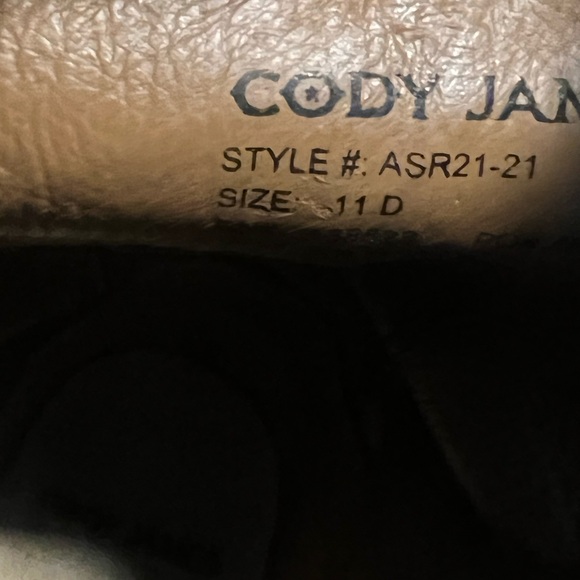 CODY JAM
STYLE #: ASR21-21
SIZE: 11 D